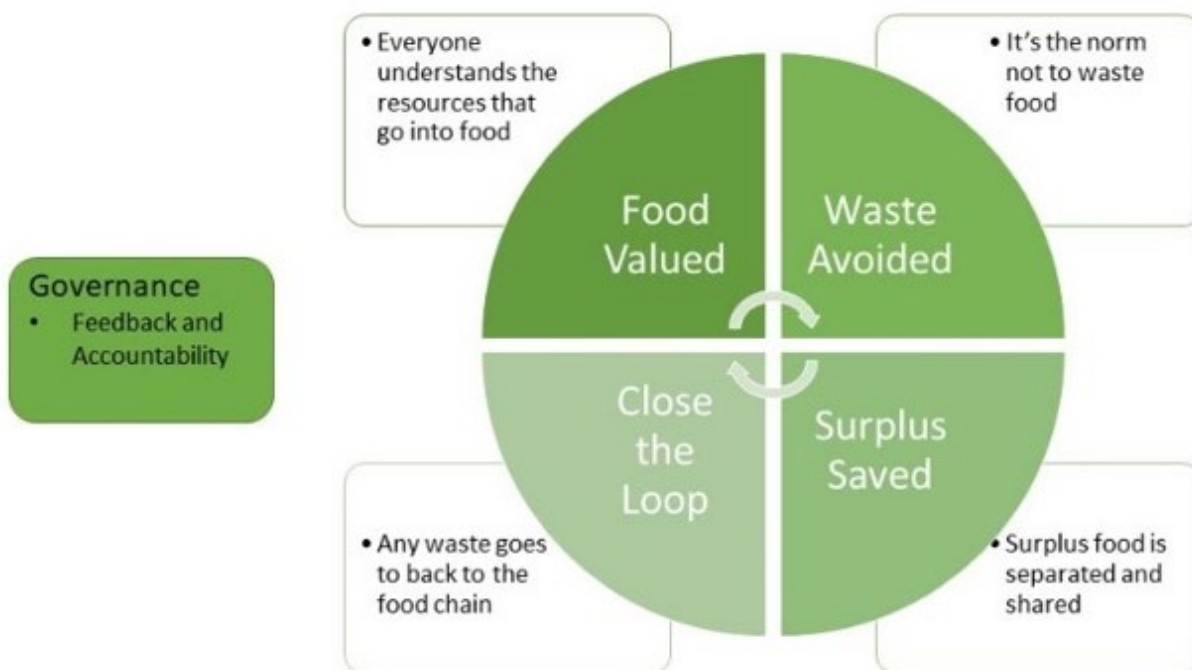 • Everyone
understands the
resources that
go into food
• It's the norm
not to waste
food
Food
Valued
Waste
Avoided
Governance
• Feedback and
Accountability
Close
the
Loop
Surplus
Saved
• Any waste goes
to back to the
food chain
• Surplus food is
separated and
shared